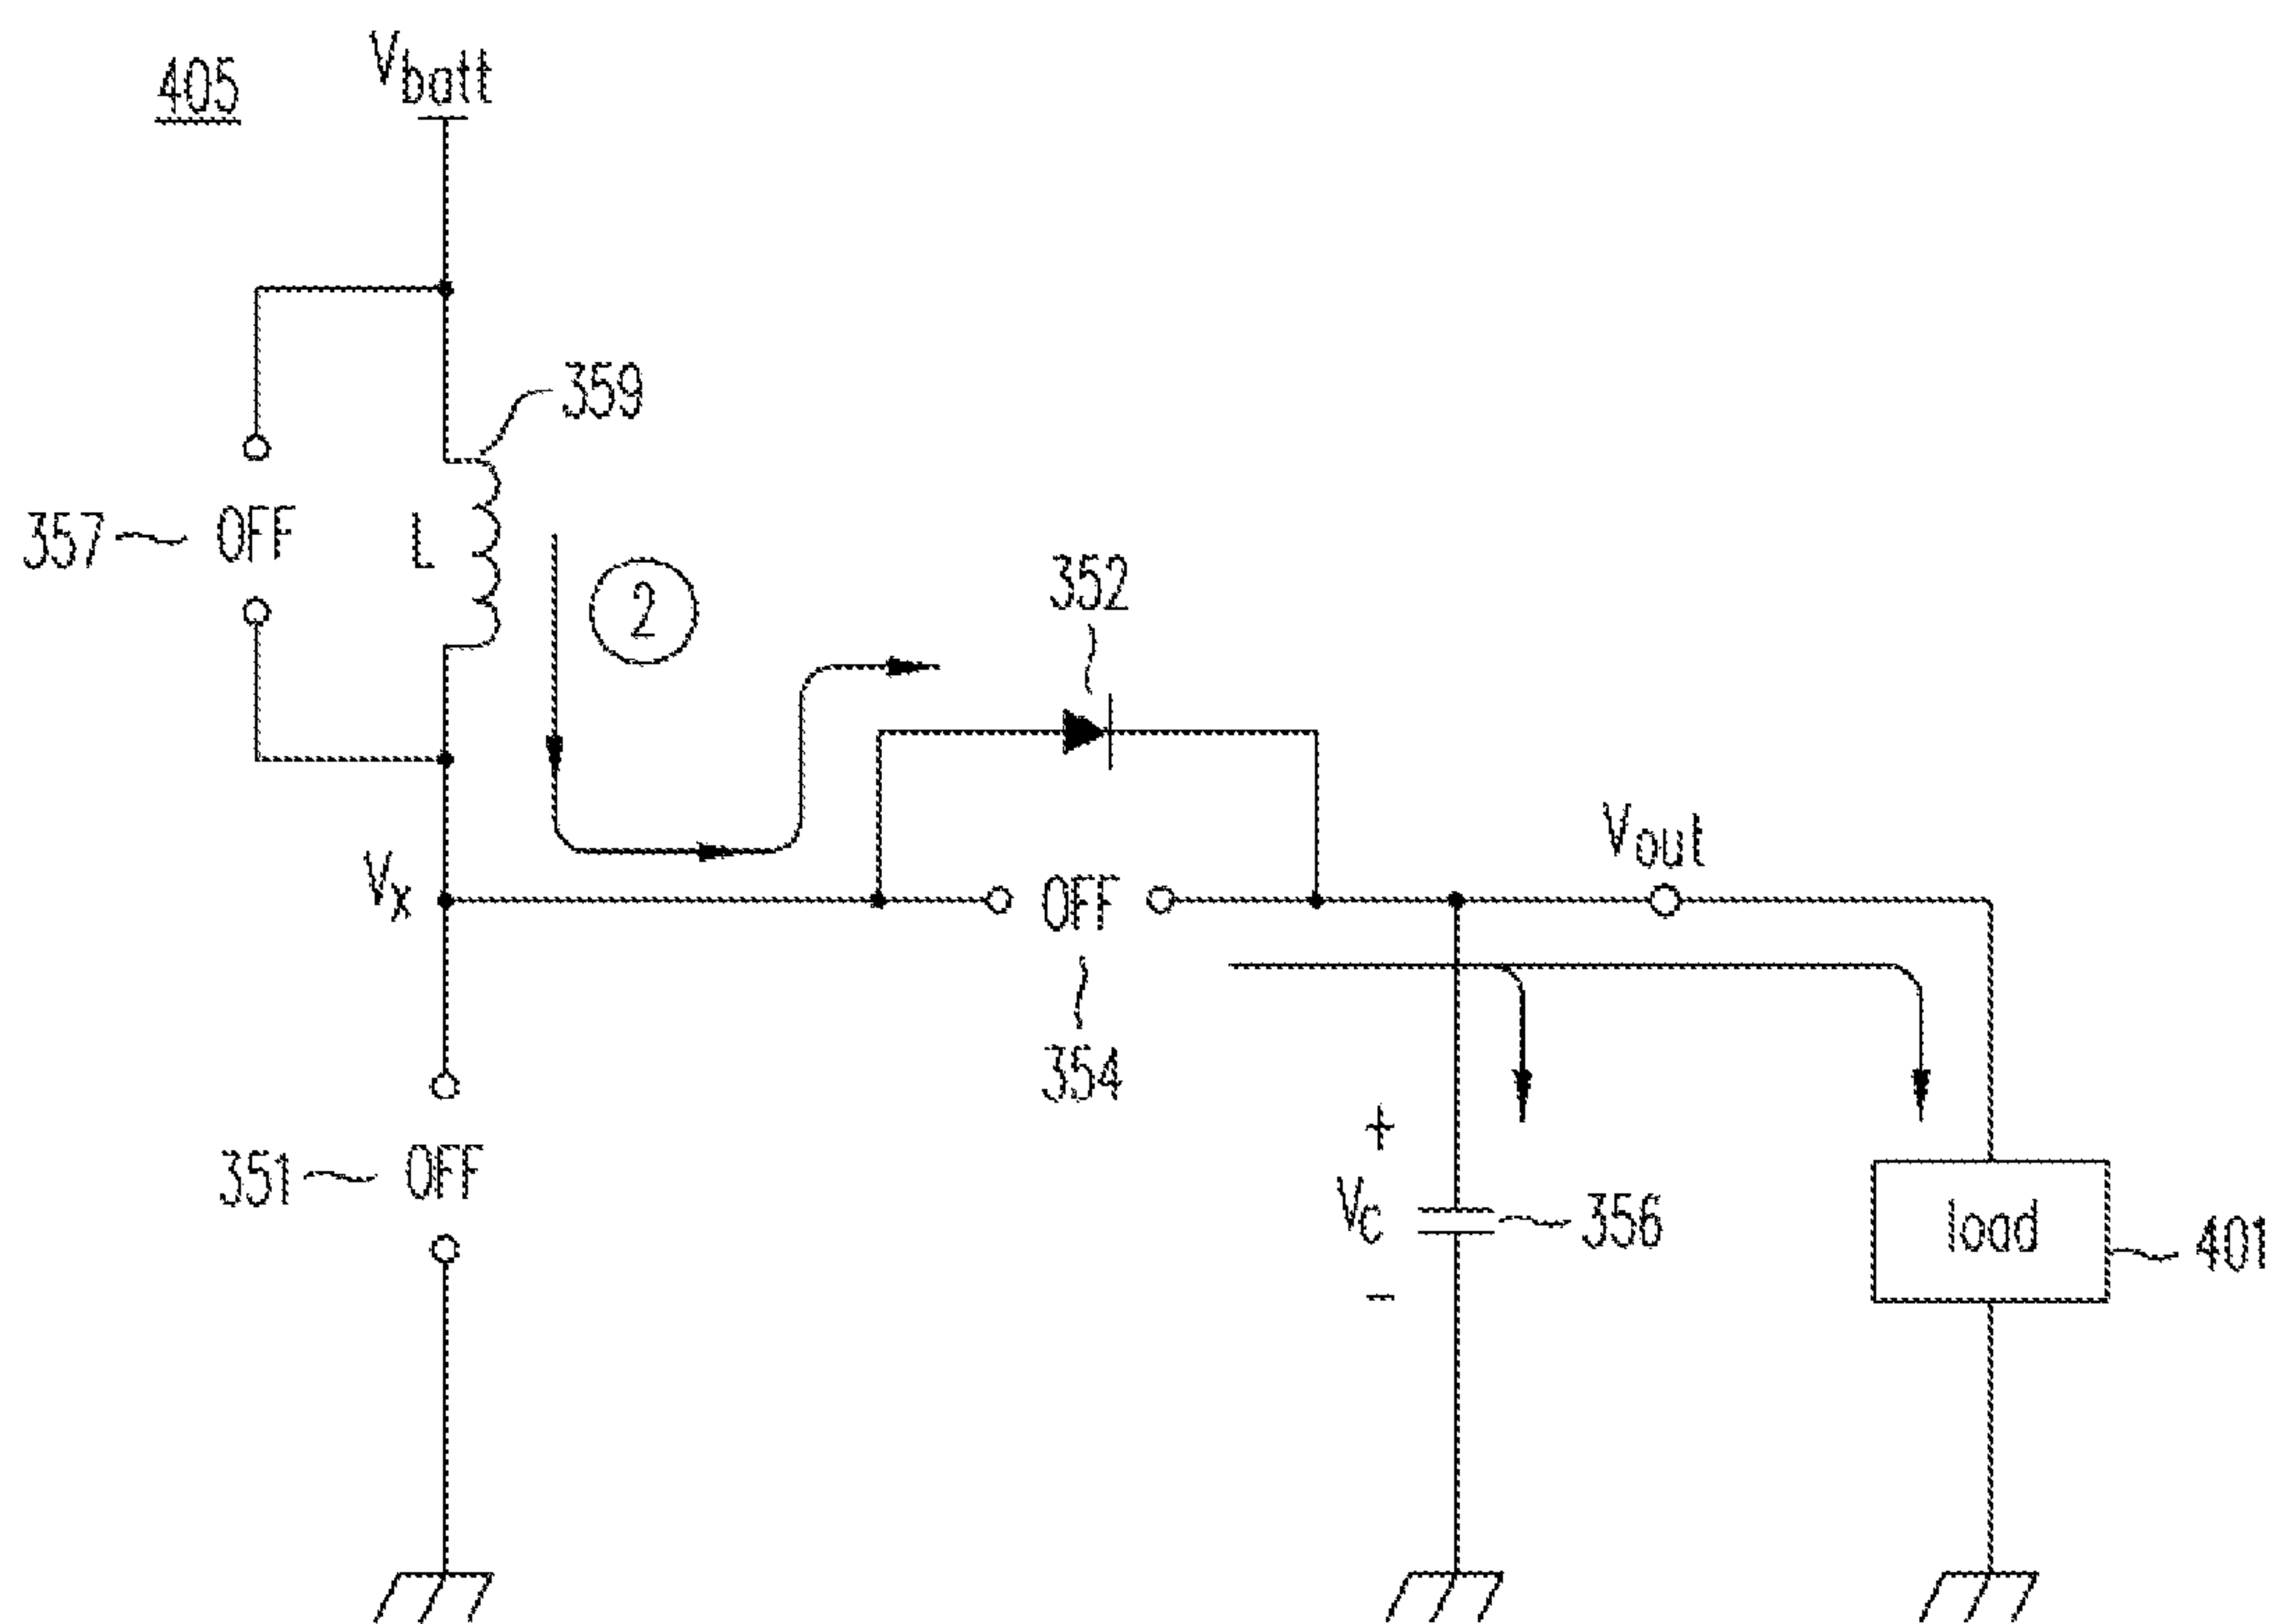 405
Vbatt
359
357
OFF
L
2
352
Vx
OFF
Vout
354
351
OFF
+
Vc
−
356
load
401